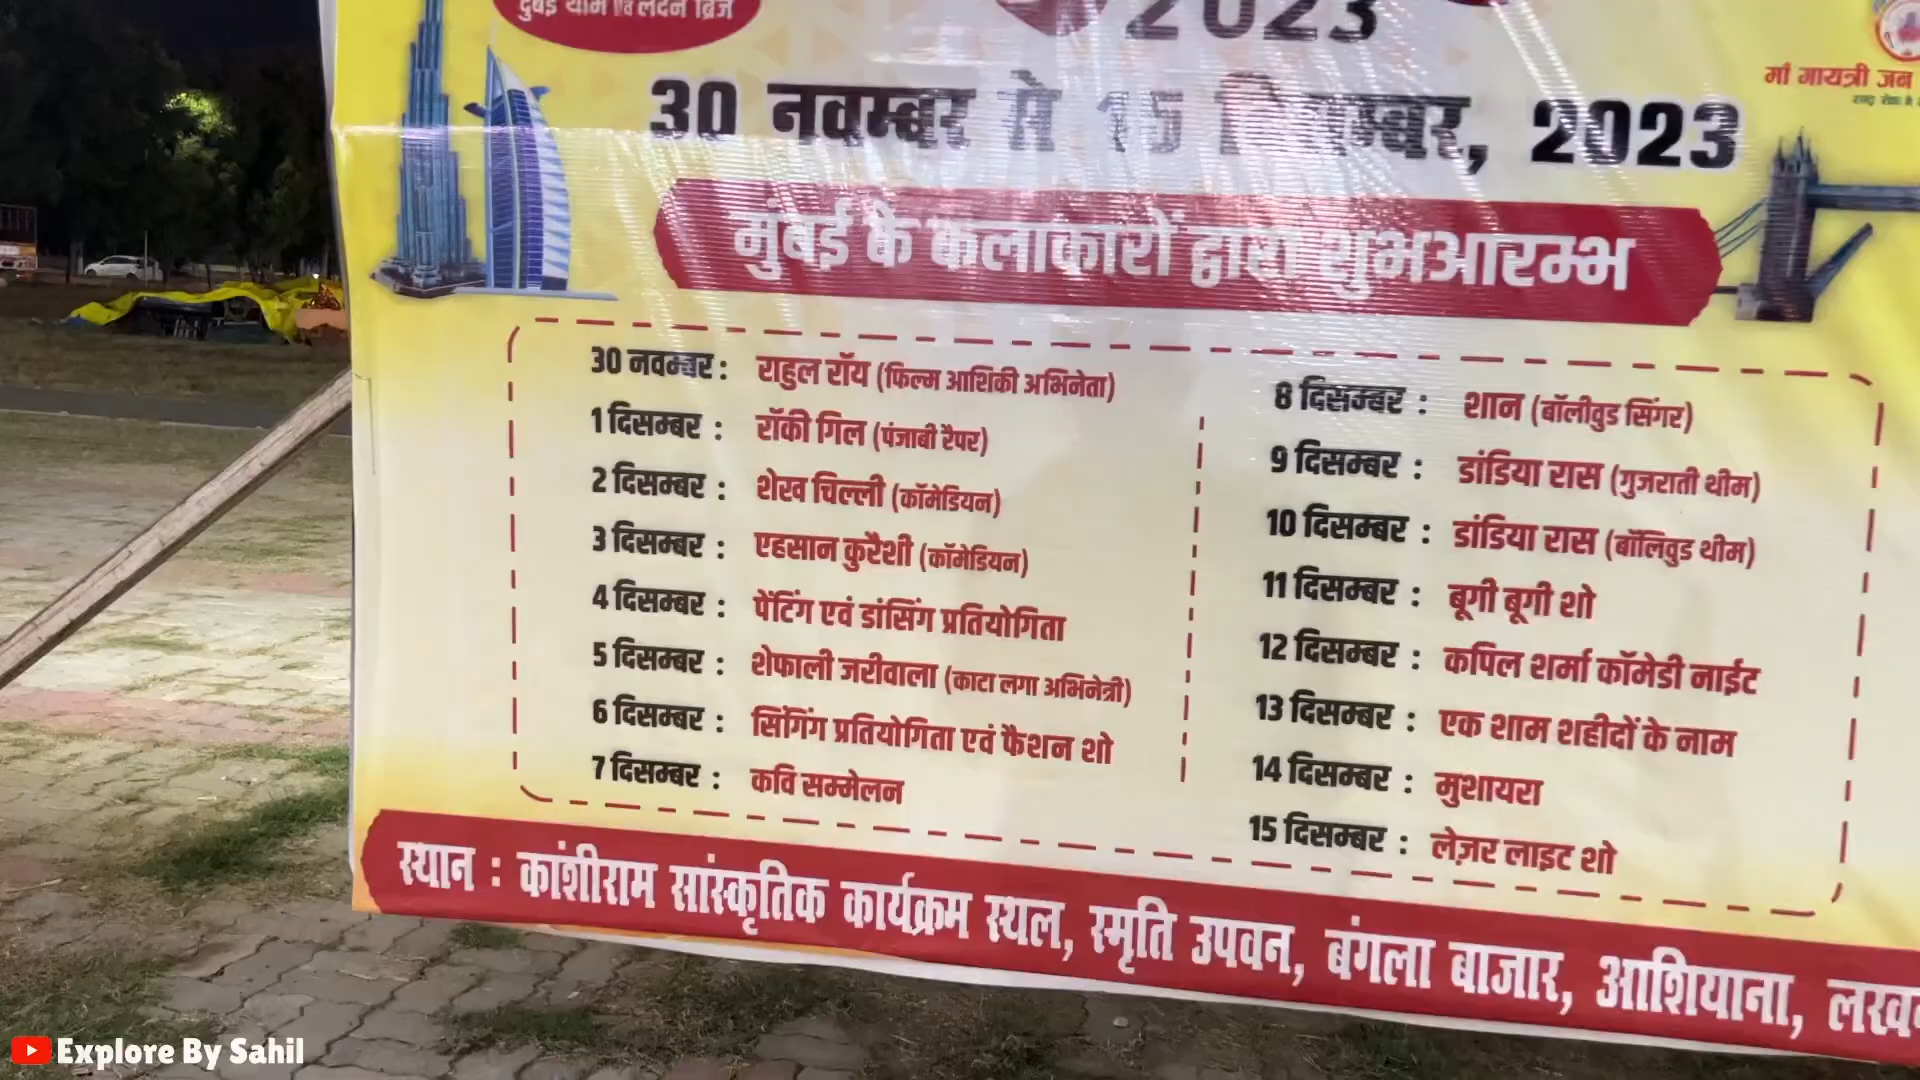 दुबई थीम एवं लंदन ब्रिज
2023
माँ गायत्री जन
30 नवम्बर से 15 दिसम्बर, 2023
मुंबई के कलाकारों द्वारा शुभआरम्भ
30 नवम्बर : राहुल रॉय (फिल्म आशिकी अभिनेता)
1 दिसम्बर : रॉकी गिल (पंजाबी रैपर)
2 दिसम्बर : शेख चिल्ली (कॉमेडियन)
3 दिसम्बर : एहसान कुरैशी (कॉमेडियन)
4 दिसम्बर : पेंटिंग एवं डांसिंग प्रतियोगिता
5 दिसम्बर : शेफाली जरीवाला (काटा लगा अभिनेत्री)
6 दिसम्बर : सिंगिंग प्रतियोगिता एवं फैशन शो
7 दिसम्बर : कवि सम्मेलन
8 दिसम्बर : शान (बॉलीवुड सिंगर)
9 दिसम्बर : डांडिया रास (गुजराती थीम)
10 दिसम्बर : डांडिया रास (बॉलिवुड थीम)
11 दिसम्बर : बूगी बूगी शो
12 दिसम्बर : कपिल शर्मा कॉमेडी नाईट
13 दिसम्बर : एक शाम शहीदों के नाम
14 दिसम्बर : मुशायरा
15 दिसम्बर : लेज़र लाइट शो
स्थान : कांशीराम सांस्कृतिक कार्यक्रम स्थल, स्मृति उपवन, बंगला बाजार, आशियाना, लखन
Explore By Sahil